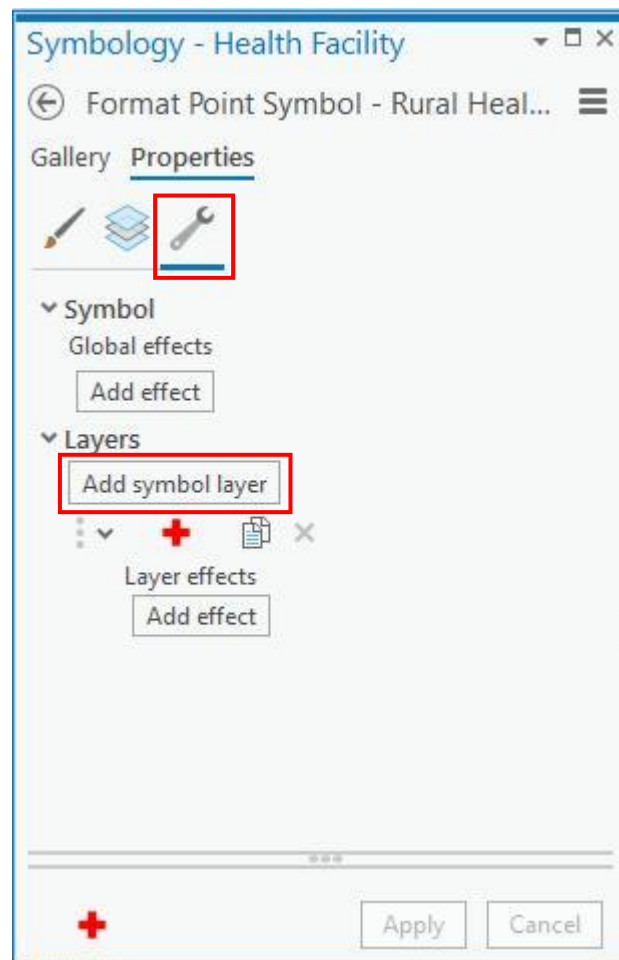 Symbology - Health Facility
Format Point Symbol - Rural Heal...
Gallery Properties
Symbol
Global effects
Add effect
Layers
Add symbol layer
Layer effects
Add effect
Apply Cancel